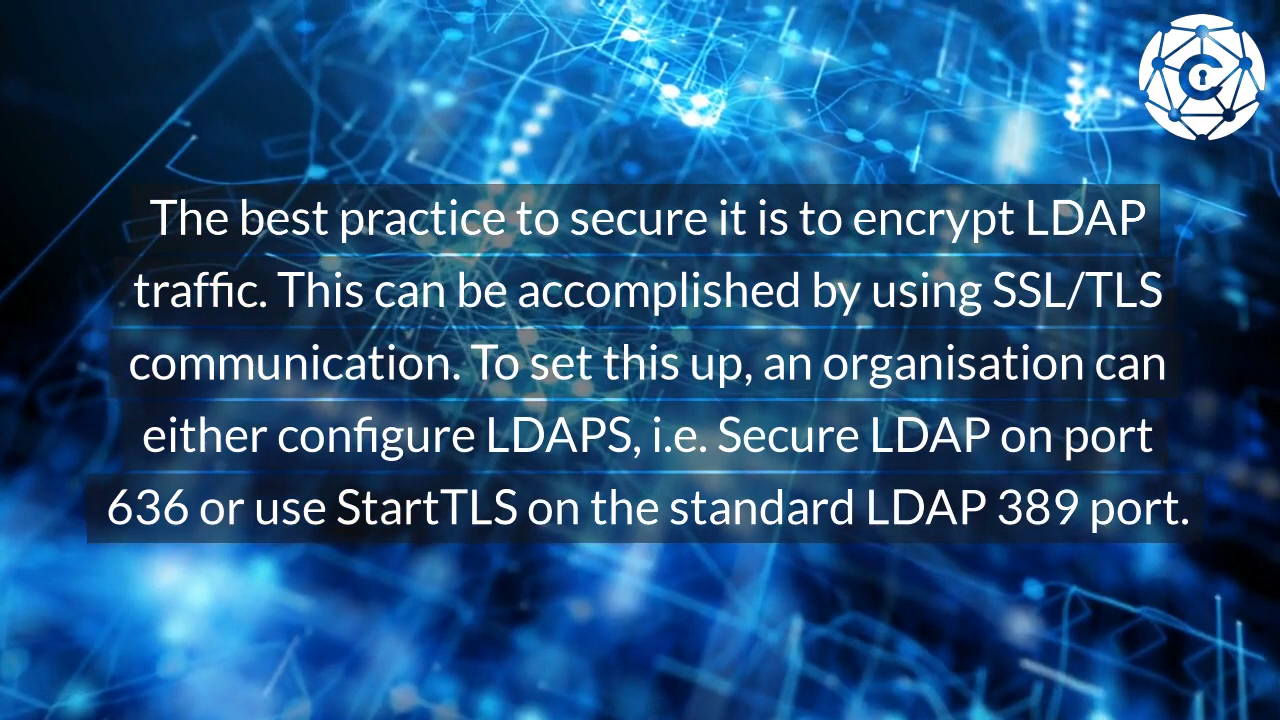 The best practice to secure it is to encrypt LDAP
traffic. This can be accomplished by using SSL/TLS
communication. To set this up, an organisation can
either configure LDAPS, i.e. Secure LDAP on port
636 or use StartTLS on the standard LDAP 389 port.